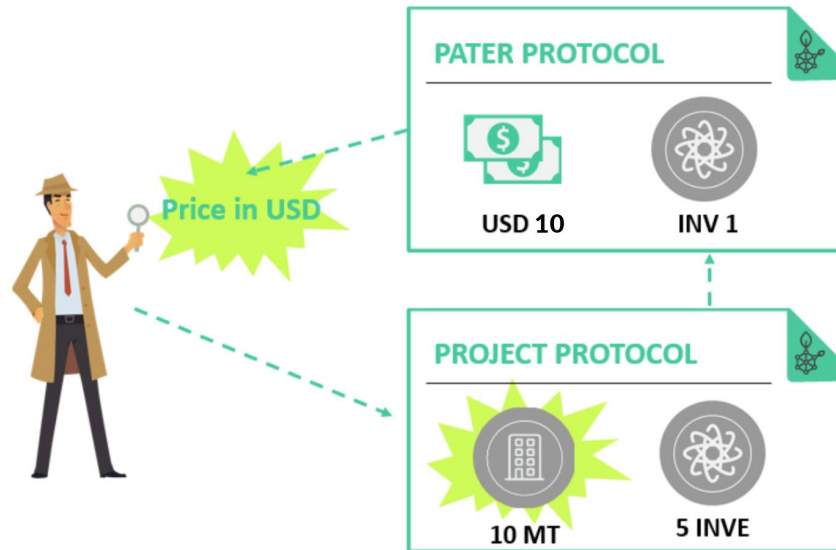 PATER PROTOCOL
$
$
USD 10
INV 1
Price in USD
PROJECT PROTOCOL
10 MT
5 INVE